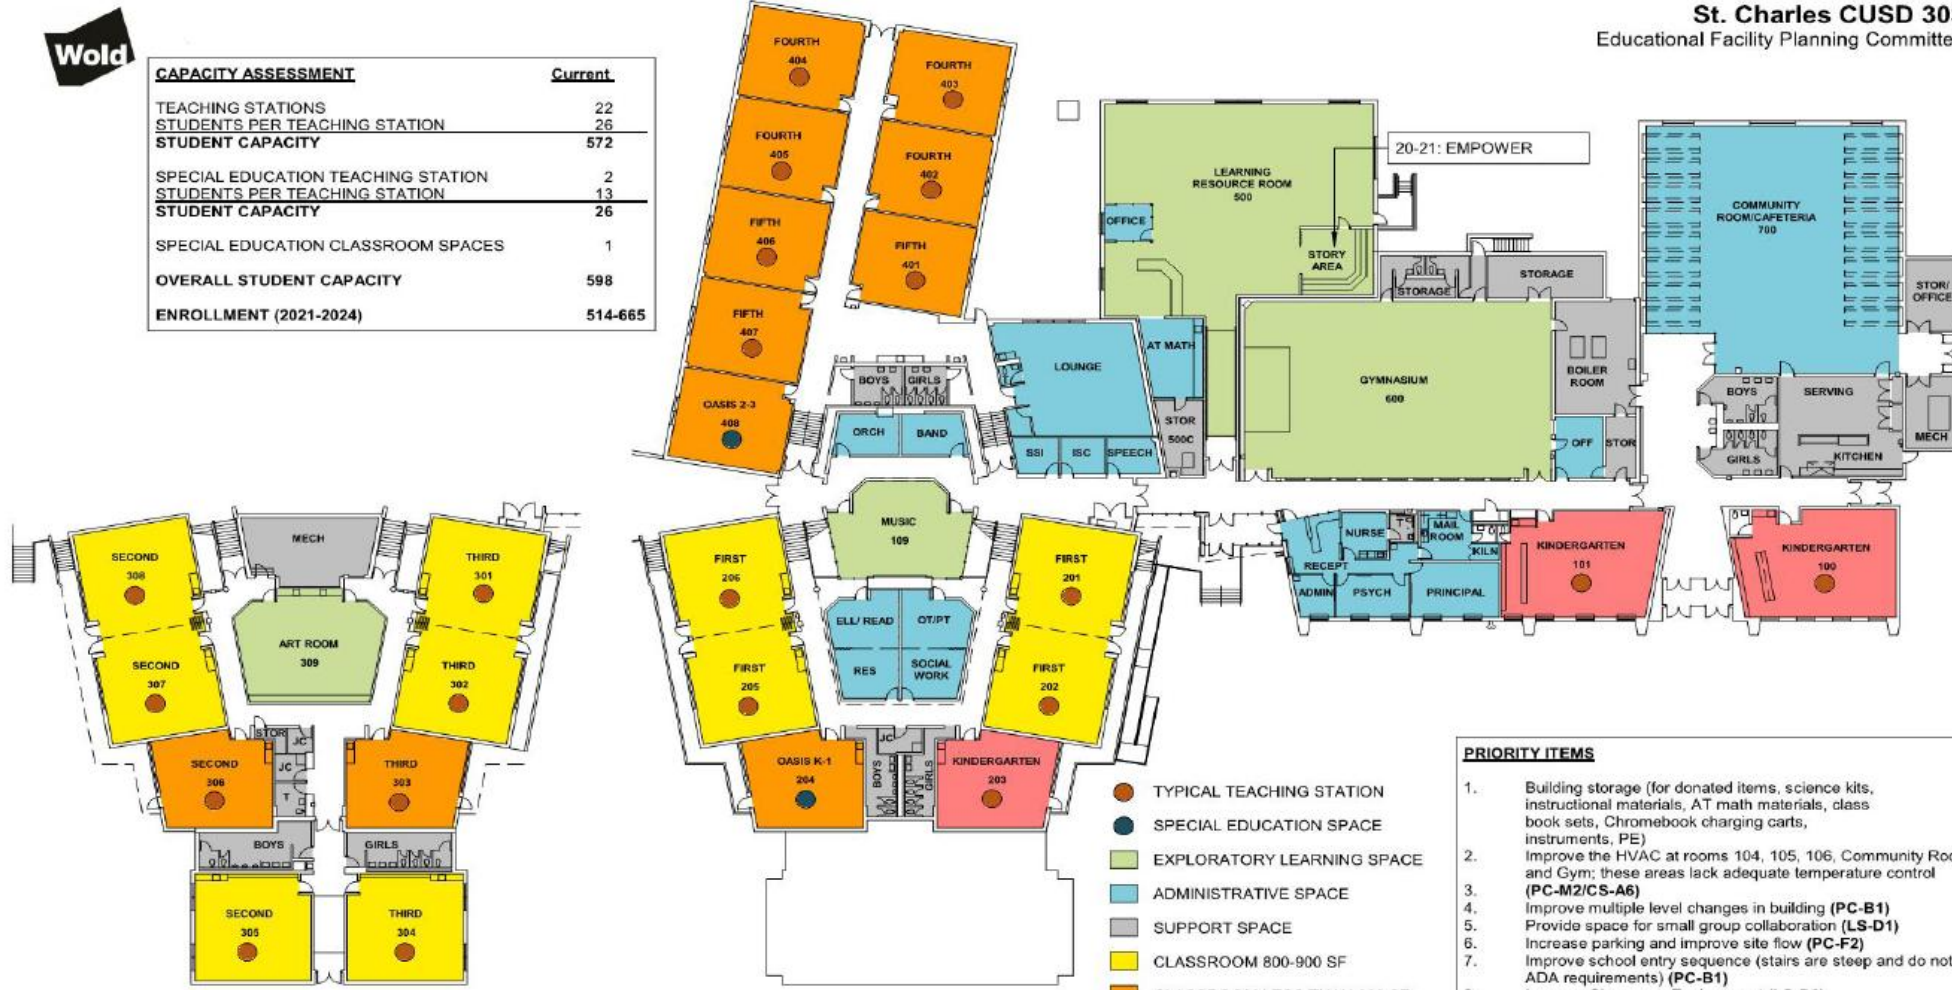 Wold
St. Charles CUSD 30
Educational Facility Planning Committe
CAPACITY ASSESSMENT Current
TEACHING STATIONS 22
STUDENTS PER TEACHING STATION 26
STUDENT CAPACITY 572
SPECIAL EDUCATION TEACHING STATION 2
STUDENTS PER TEACHING STATION 13
STUDENT CAPACITY 26
SPECIAL EDUCATION CLASSROOM SPACES 1
OVERALL STUDENT CAPACITY 598
ENROLLMENT (2021-2024) 514-665
FOURTH
404
FOURTH
403
FOURTH
405
FOURTH
402
FIFTH
406
FIFTH
401
FIFTH
407
OASIS 2-3
408
LEARNING
RESOURCE ROOM
500
20-21: EMPOWER
OFFICE
STORY
AREA
STORAGE
STORAGE
COMMUNITY
ROOM/CAFETERIA
700
STOR/
OFFICE
BOYS
GIRLS
ORCH
BAND
LOUNGE
AT MATH
SSI
ISC
SPEECH
STOR
500C
GYMNASIUM
600
BOILER
ROOM
OFF
STOR
BOYS
GIRLS
SERVING
KITCHEN
MECH
SECOND
308
MECH
THIRD
301
ART ROOM
309
SECOND
307
THIRD
302
STOR
JC
JC
T
SECOND
306
THIRD
303
BOYS
GIRLS
SECOND
305
THIRD
304
MUSIC
109
FIRST
206
FIRST
201
ELL/ READ
OT/PT
RES
SOCIAL
WORK
FIRST
205
FIRST
202
OASIS K-1
204
JC
BOYS
GIRLS
KINDERGARTEN
203
NURSE
T
MAIL
ROOM
KILN
RECEPT
ADMIN
PSYCH
PRINCIPAL
KINDERGARTEN
101
KINDERGARTEN
100
TYPICAL TEACHING STATION
SPECIAL EDUCATION SPACE
EXPLORATORY LEARNING SPACE
ADMINISTRATIVE SPACE
SUPPORT SPACE
CLASSROOM 800-900 SF
PRIORITY ITEMS
1. Building storage (for donated items, science kits,
instructional materials, AT math materials, class
book sets, Chromebook charging carts,
instruments, PE)
2. Improve the HVAC at rooms 104, 105, 106, Community Roo
and Gym; these areas lack adequate temperature control
3. (PC-M2/CS-A6)
4. Improve multiple level changes in building (PC-B1)
5. Provide space for small group collaboration (LS-D1)
6. Increase parking and improve site flow (PC-F2)
7. Improve school entry sequence (stairs are steep and do not
ADA requirements) (PC-B1)